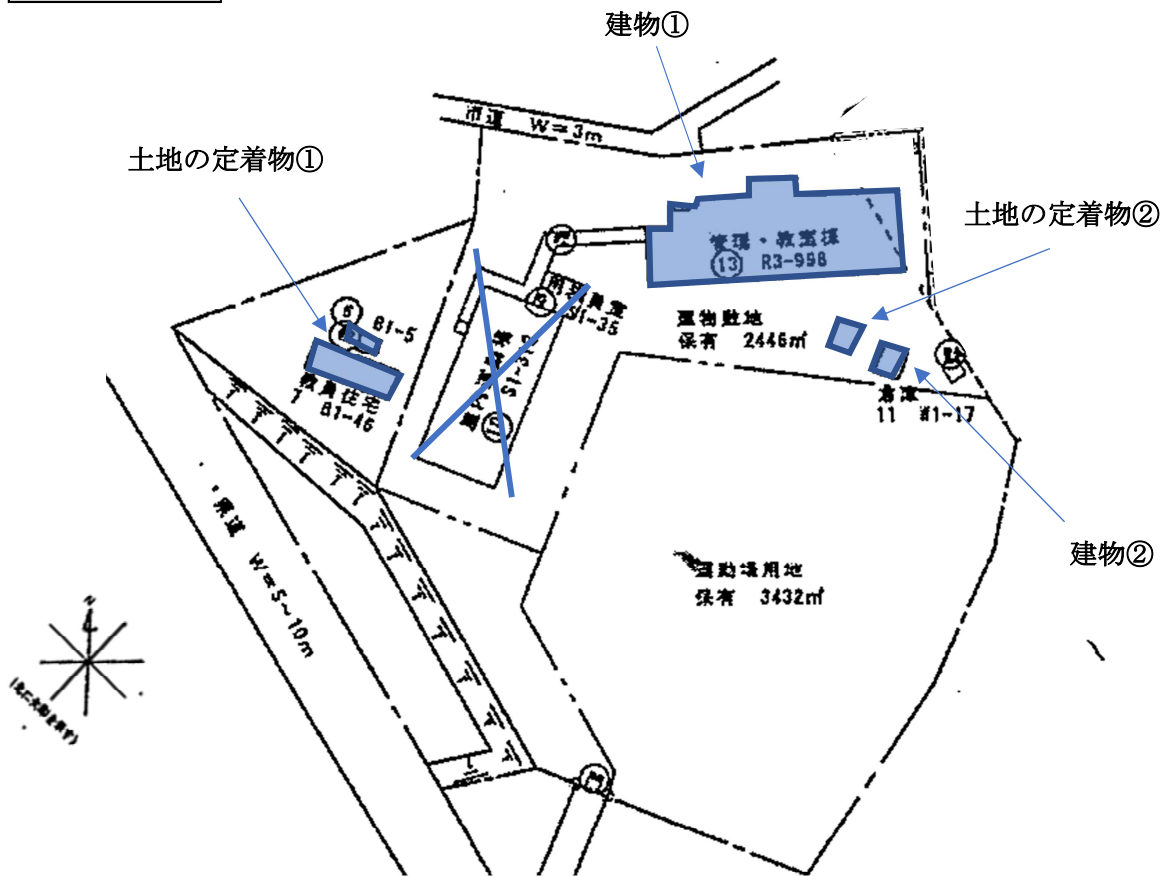 建物①
市道 W=3m
土地の定着物①
土地の定着物②
管理・教室棟
⑬ R3-998
B1-5
建物敷地
保有 2446㎡
教員住宅
7 B1-46
倉庫
11 W1-17
建物②
県道 W=5~10m
運動場用地
保有 3432㎡
N
門